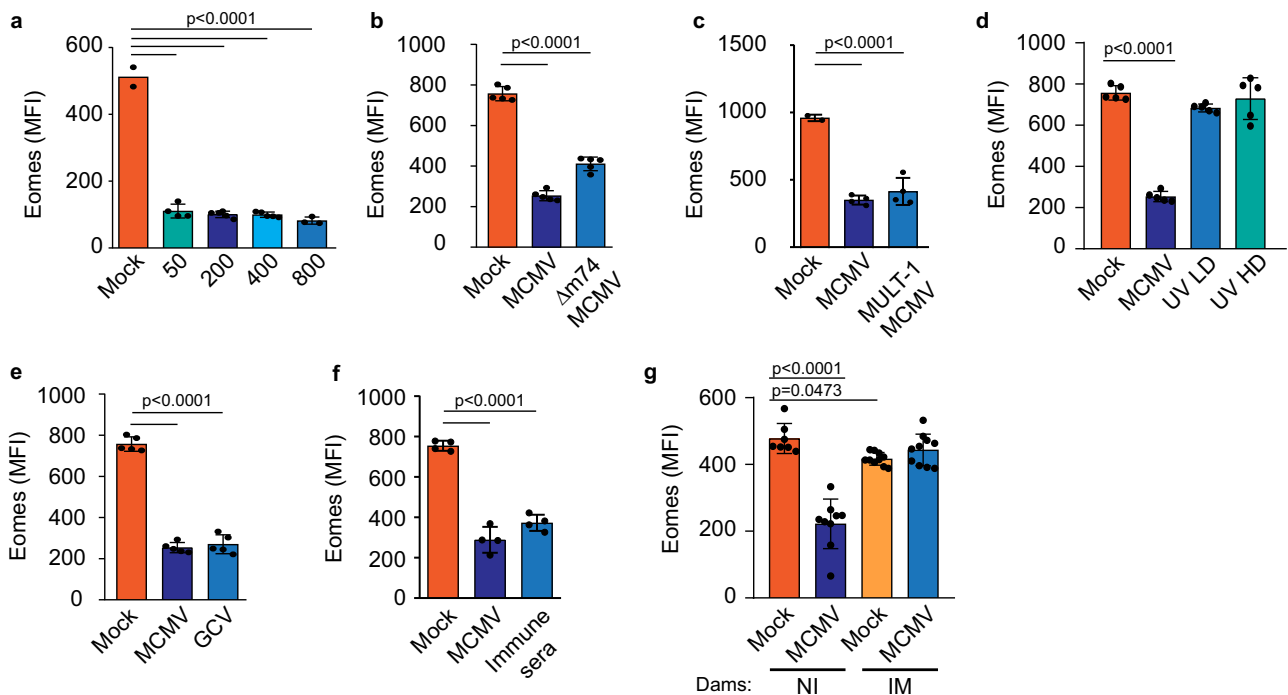 a
p<0.0001
Eomes (MFI)
600
400
200
0
Mock
50
200
400
800
b
p<0.0001
Eomes (MFI)
1000
800
600
400
200
0
Mock
MCMV
Δm74
MCMV
c
p<0.0001
Eomes (MFI)
1500
1000
500
0
Mock
MCMV
MULT-1
MCMV
d
p<0.0001
Eomes (MFI)
1000
800
600
400
200
0
Mock
MCMV
UV LD
UV HD
e
p<0.0001
Eomes (MFI)
1000
800
600
400
200
0
Mock
MCMV
GCV
f
p<0.0001
Eomes (MFI)
1000
800
600
400
200
0
Mock
MCMV
Immune
sera
g
p<0.0001
p=0.0473
Eomes (MFI)
600
400
200
0
Mock
MCMV
Mock
MCMV
Dams: NI IM